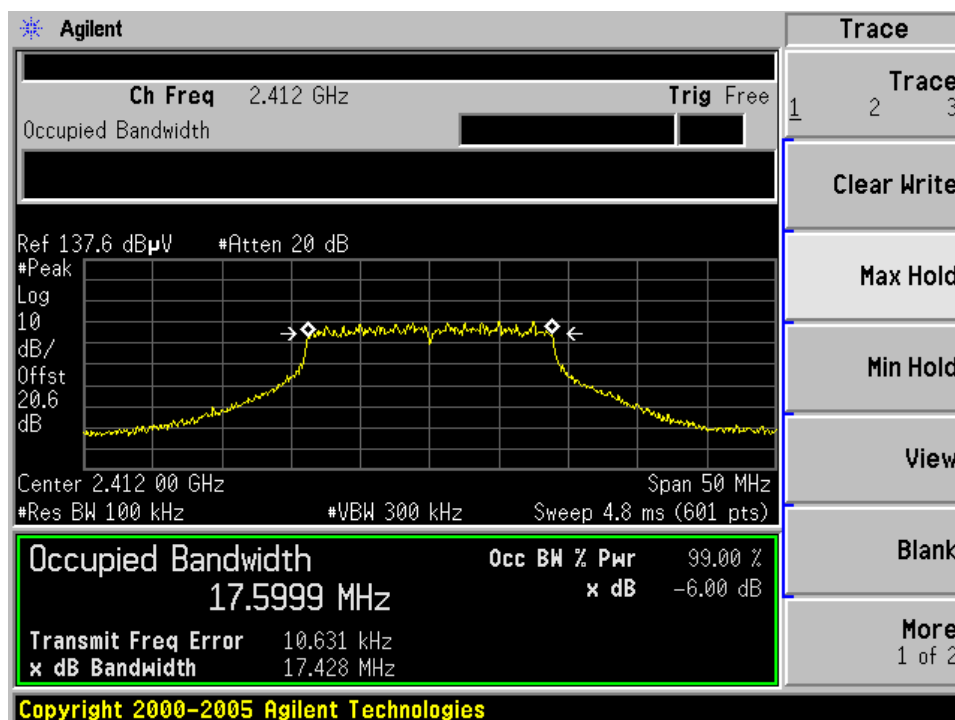 Agilent
Trace
Ch Freq 2.412 GHz
Trig Free
Occupied Bandwidth
Trace
1 2 3
Clear Write
Max Hold
Min Hold
View
Blank
More
1 of 2
Ref 137.6 dBµV #Atten 20 dB
#Peak
Log
10
dB/
Offst
20.6
dB
Center 2.412 00 GHz Span 50 MHz
#Res BW 100 kHz #VBW 300 kHz Sweep 4.8 ms (601 pts)
Occupied Bandwidth
17.5999 MHz
Occ BW % Pwr 99.00 %
x dB -6.00 dB
Transmit Freq Error 10.631 kHz
x dB Bandwidth 17.428 MHz
Copyright 2000-2005 Agilent Technologies